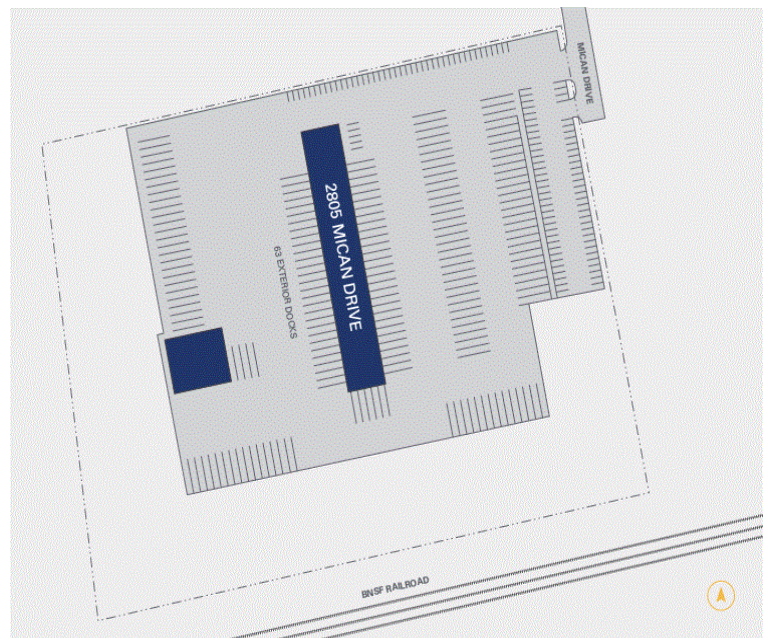 MICAN DRIVE
2805 MICAN DRIVE
63 EXTERIOR DOCKS
BNSF RAILROAD